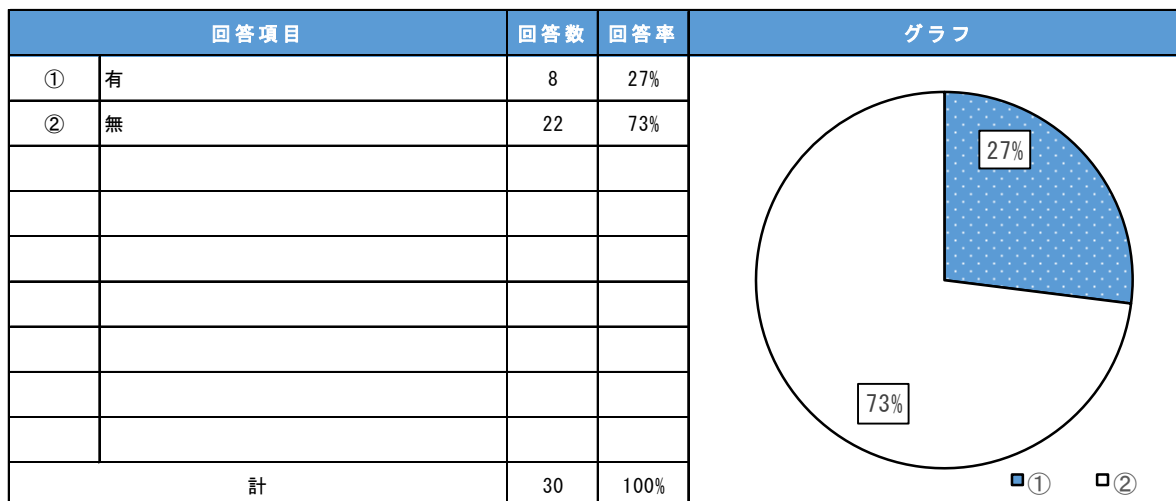 回答項目 回答数 回答率 グラフ
① 有 8 27%
② 無 22 73%
計 30 100%
27%
73%
① ②